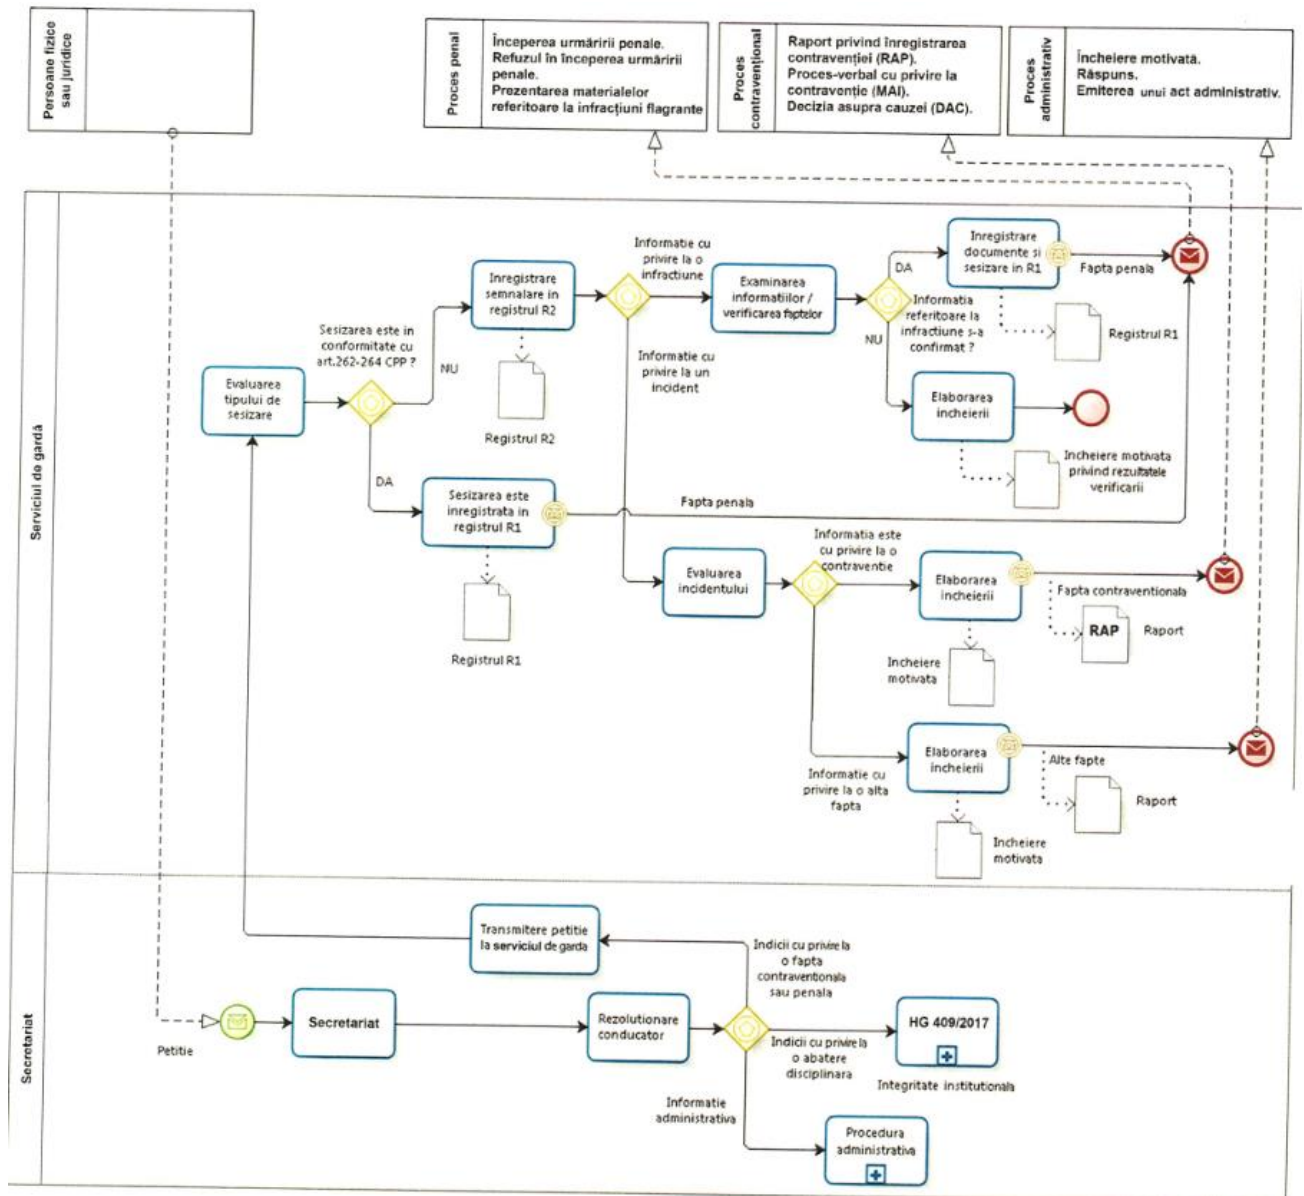 Persoane fizice
sau juridice
Proces penal
Începerea urmăririi penale.
Refuzul în începerea urmăririi
penale.
Prezentarea materialelor
referitoare la infracțiuni flagrante
Proces
contravențional
Raport privind înregistrarea
contravenției (RAP).
Proces-verbal cu privire la
contravenție (MAI).
Decizia asupra cauzei (DAC).
Proces
administrativ
Încheiere motivată.
Răspuns.
Emiterea unui act administrativ.
Serviciul de gardă
Evaluarea
tipului de
sesizare
Sesizarea este in
conformitate cu
art.262-264 CPP ?
NU
DA
Inregistrare
semnalare in
registrul R2
Registrul R2
Informatie cu
privire la o
infractiune
Informatie cu
privire la un
incident
Examinarea
informatiilor /
verificarea faptelor
DA
NU
Informatia
referitoare la
infractiune s-a
confirmat ?
Inregistrare
documente si
sesizare in R1
Fapta penala
Registrul R1
Elaborarea
incheierii
Incheiere motivata
privind rezultatele
verificarii
Sesizarea este
inregistrata in
registrul R1
Fapta penala
Registrul R1
Evaluarea
incidentului
Informatia este
cu privire la o
contraventie
Elaborarea
incheierii
Fapta contraventionala
RAP
Raport
Incheiere
motivata
Informatie cu
privire la o alta
fapta
Elaborarea
incheierii
Alte fapte
Raport
Incheiere
motivata
Secretariat
Transmitere petitie
la serviciul de garda
Indicii cu privire la
o fapta
contraventionala
sau penala
Petitie
Secretariat
Rezolutionare
conducator
Indicii cu privire la
o abatere
disciplinara
HG 409/2017
Integritate institutionala
Informatie
administrativa
Procedura
administrativa